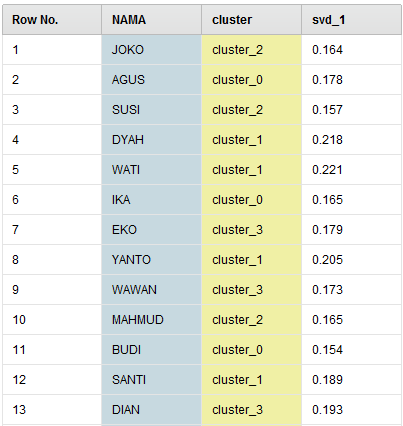 Row No. NAMA cluster svd_1
1 JOKO cluster_2 0.164
2 AGUS cluster_0 0.178
3 SUSI cluster_2 0.157
4 DYAH cluster_1 0.218
5 WATI cluster_1 0.221
6 IKA cluster_0 0.165
7 EKO cluster_3 0.179
8 YANTO cluster_1 0.205
9 WAWAN cluster_3 0.173
10 MAHMUD cluster_2 0.165
11 BUDI cluster_0 0.154
12 SANTI cluster_1 0.189
13 DIAN cluster_3 0.193